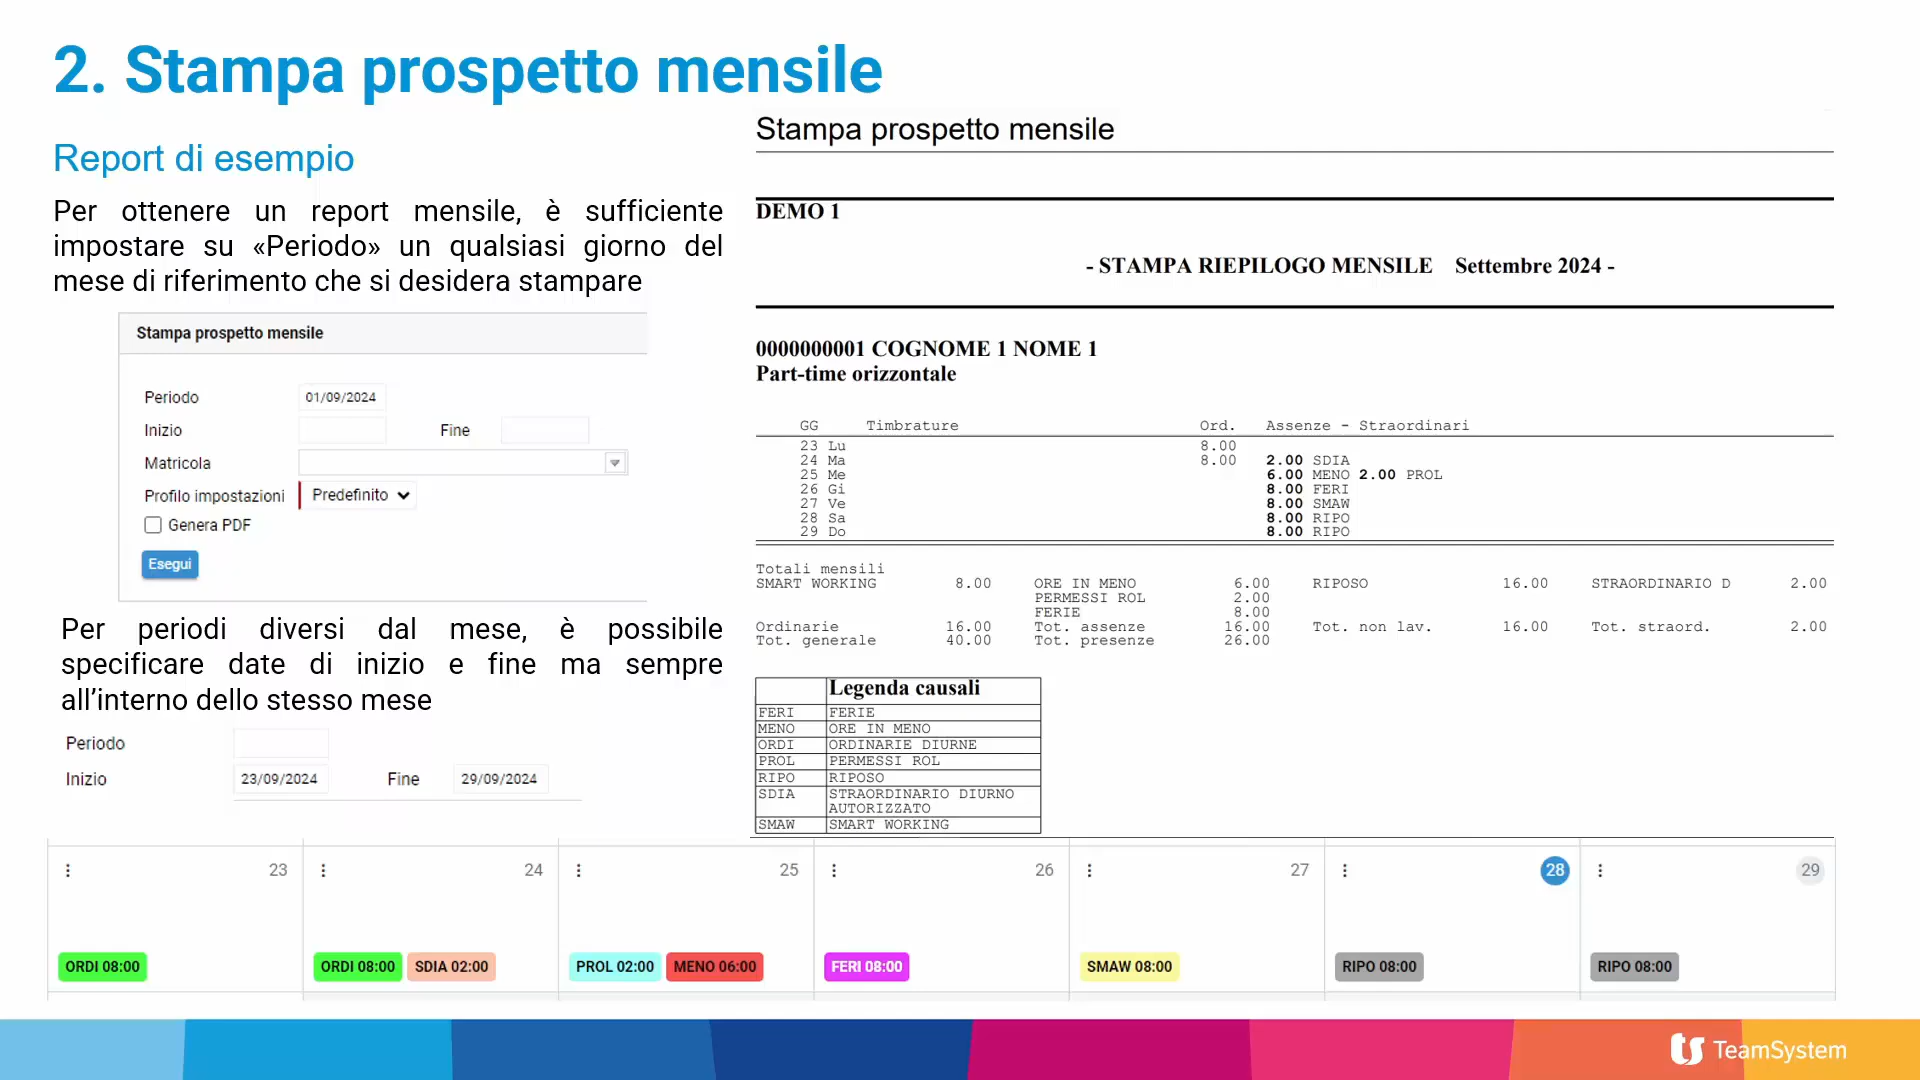 2. Stampa prospetto mensile
Report di esempio
Per ottenere un report mensile, è sufficiente
impostare su «Periodo» un qualsiasi giorno del
mese di riferimento che si desidera stampare
Stampa prospetto mensile
Periodo 01/09/2024
Inizio Fine
Matricola
Profilo impostazioni Predefinito
Genera PDF
Esegui
Per periodi diversi dal mese, è possibile
specificare date di inizio e fine ma sempre
all’interno dello stesso mese
Periodo
Inizio 23/09/2024 Fine 29/09/2024
Stampa prospetto mensile
DEMO 1
- STAMPA RIEPILOGO MENSILE Settembre 2024 -
0000000001 COGNOME 1 NOME 1
Part-time orizzontale
GG Timbrature Ord. Assenze - Straordinari
23 Lu 8.00
24 Ma 8.00 2.00 SDIA
25 Me 6.00 MENO 2.00 PROL
26 Gi 8.00 FERI
27 Ve 8.00 SMAW
28 Sa 8.00 RIPO
29 Do 8.00 RIPO
Totali mensili
SMART WORKING 8.00 ORE IN MENO 6.00 RIPOSO 16.00 STRAORDINARIO D 2.00
PERMESSI ROL 2.00
FERIE 8.00
Ordinarie 16.00 Tot. assenze 16.00 Tot. non lav. 16.00 Tot. straord. 2.00
Tot. generale 40.00 Tot. presenze 26.00
Legenda causali
FERI FERIE
MENO ORE IN MENO
ORDI ORDINARIE DIURNE
PROL PERMESSI ROL
RIPO RIPOSO
SDIA STRAORDINARIO DIURNO
AUTORIZZATO
SMAW SMART WORKING
23 24 25 26 27 28 29
ORDI 08:00 ORDI 08:00 SDIA 02:00 PROL 02:00 MENO 06:00 FERI 08:00 SMAW 08:00 RIPO 08:00 RIPO 08:00
TeamSystem